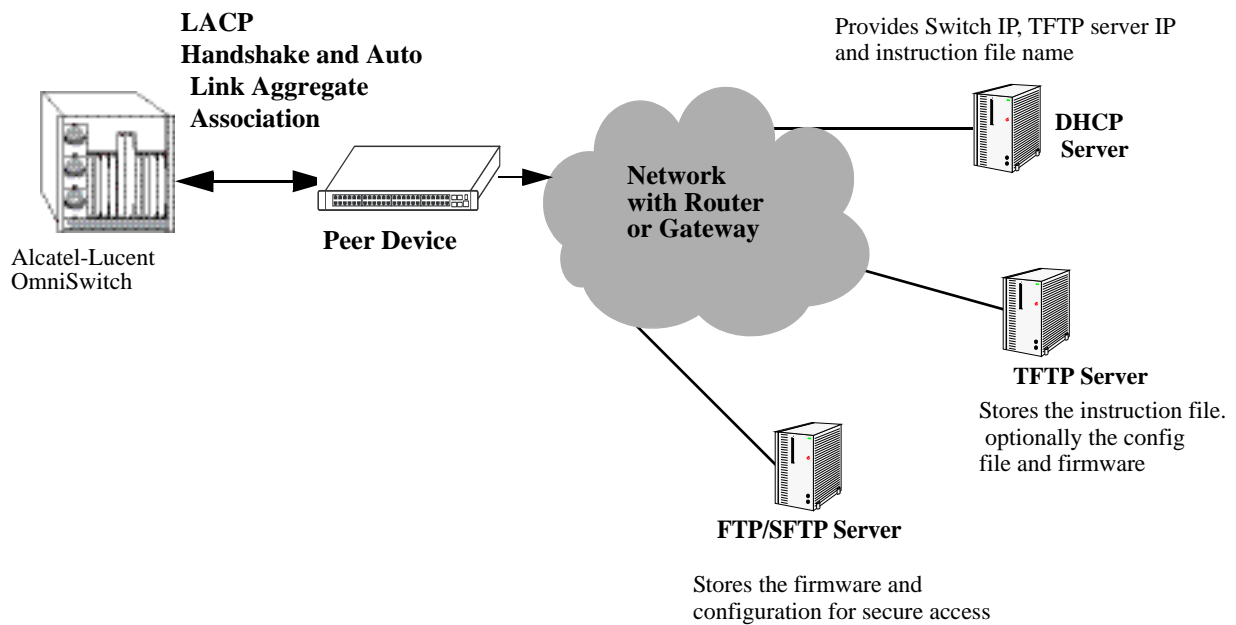 LACP
Handshake and Auto
Link Aggregate
Association
Provides Switch IP, TFTP server IP
and instruction file name
DHCP
Server
Network
with Router
or Gateway
Peer Device
Alcatel-Lucent
OmniSwitch
TFTP Server
Stores the instruction file.
optionally the config
file and firmware
FTP/SFTP Server
Stores the firmware and
configuration for secure access